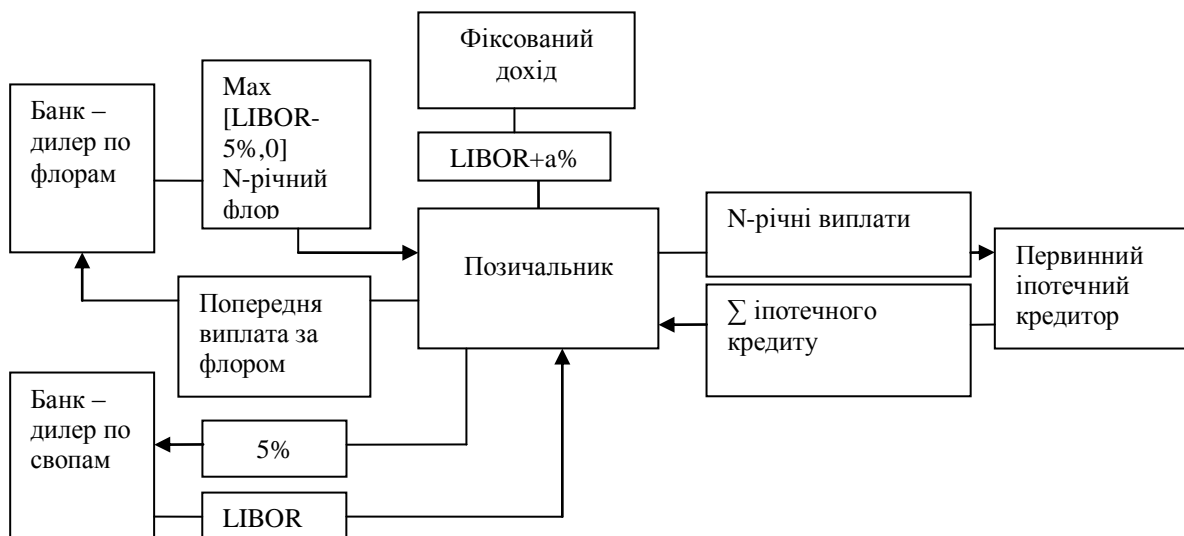 Фіксований
дохід
Банк –
дилер по
флорам
Max
[LIBOR-
5%,0]
N-річний
флор
LIBOR+a%
Позичальник
N-річні виплати
Первинний
іпотечний
кредитор
Попередня
виплата за
флором
∑ іпотечного
кредиту
Банк –
дилер по
свопам
5%
LIBOR